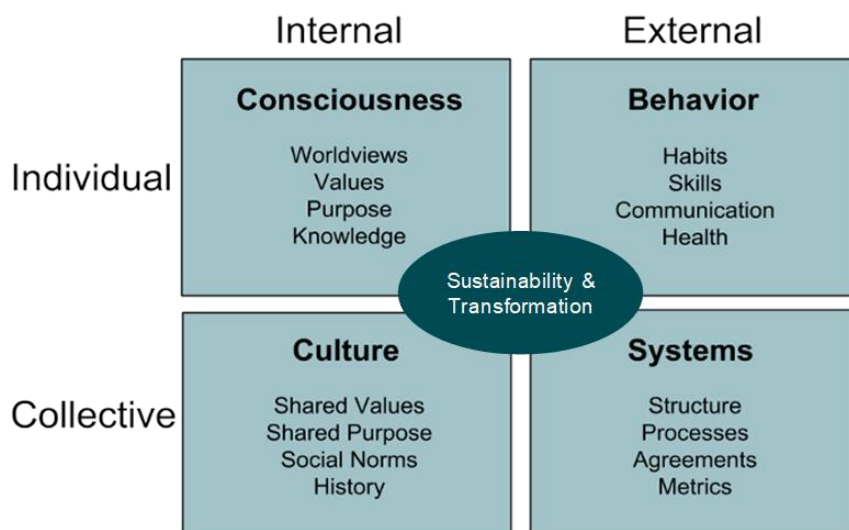 Internal
External
Individual
Consciousness
Worldviews
Values
Purpose
Knowledge
Behavior
Habits
Skills
Communication
Health
Sustainability &
Transformation
Collective
Culture
Shared Values
Shared Purpose
Social Norms
History
Systems
Structure
Processes
Agreements
Metrics